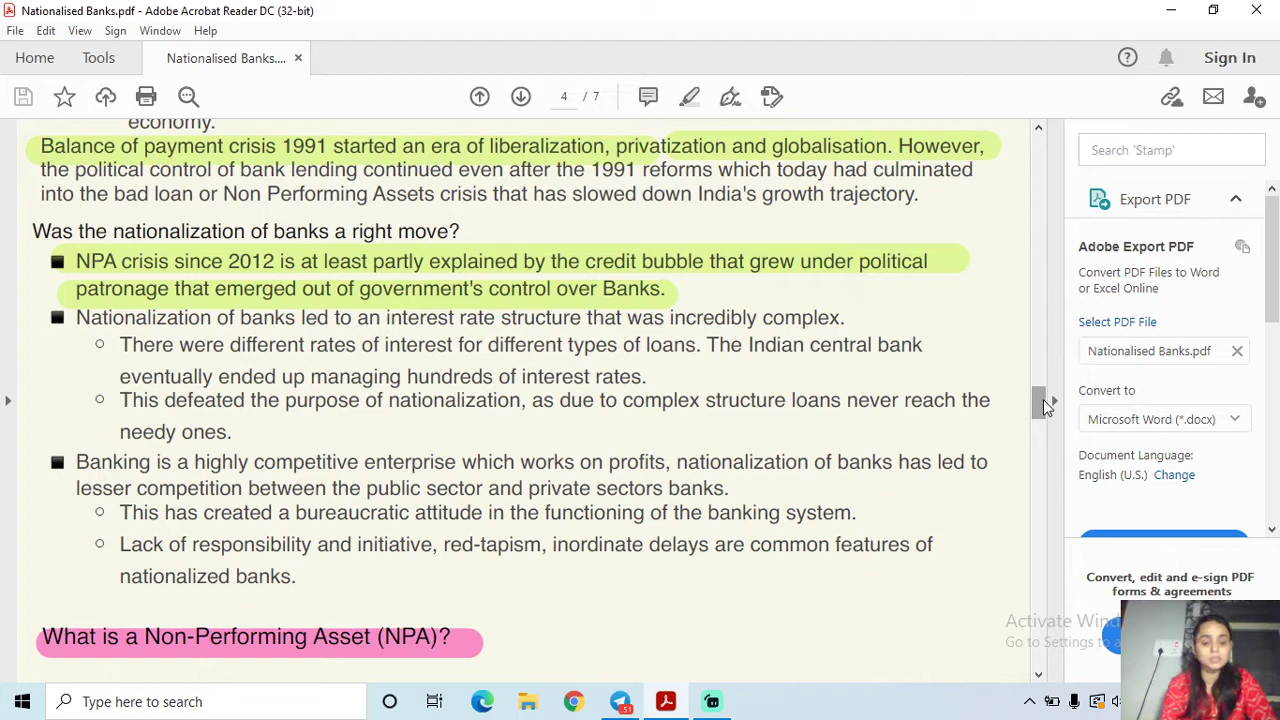 Nationalised Banks.pdf - Adobe Acrobat Reader DC (32-bit)
File Edit View Sign Window Help
Home Tools Nationalised Banks....
Sign In
4 / 7
economy.
Balance of payment crisis 1991 started an era of liberalization, privatization and globalisation. However,
the political control of bank lending continued even after the 1991 reforms which today had culminated
into the bad loan or Non Performing Assets crisis that has slowed down India's growth trajectory.
Was the nationalization of banks a right move?
NPA crisis since 2012 is at least partly explained by the credit bubble that grew under political
patronage that emerged out of government's control over Banks.
Nationalization of banks led to an interest rate structure that was incredibly complex.
There were different rates of interest for different types of loans. The Indian central bank
eventually ended up managing hundreds of interest rates.
This defeated the purpose of nationalization, as due to complex structure loans never reach the
needy ones.
Banking is a highly competitive enterprise which works on profits, nationalization of banks has led to
lesser competition between the public sector and private sectors banks.
This has created a bureaucratic attitude in the functioning of the banking system.
Lack of responsibility and initiative, red-tapism, inordinate delays are common features of
nationalized banks.
What is a Non-Performing Asset (NPA)?
Search 'Stamp'
Export PDF
Adobe Export PDF
Convert PDF Files to Word
or Excel Online
Select PDF File
Nationalised Banks.pdf
Convert to
Microsoft Word (*.docx)
Document Language:
English (U.S.) Change
Convert, edit and e-sign PDF
forms & agreements
Activate Win
Go to Settings to a
Type here to search
51